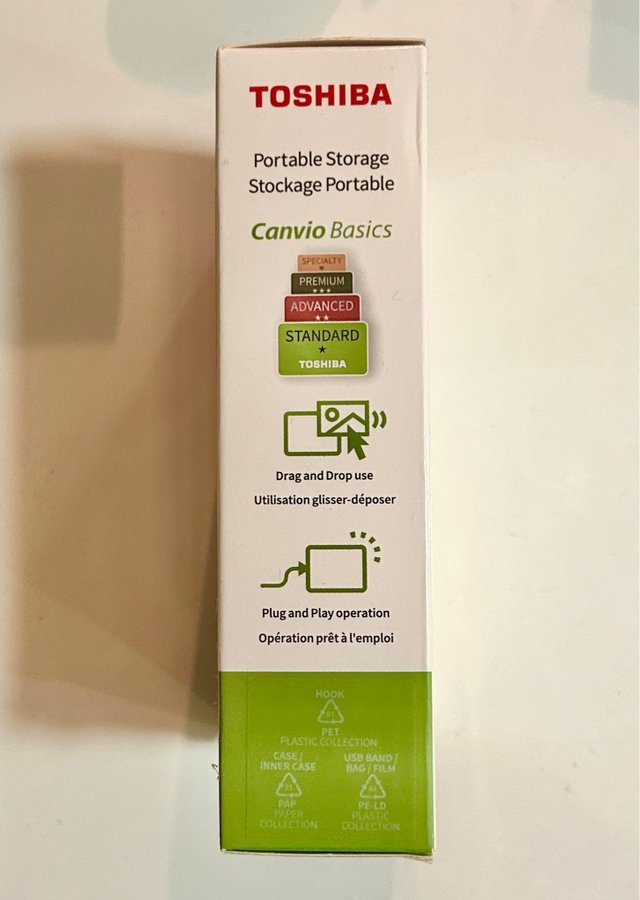 TOSHIBA
Portable Storage
Stockage Portable
Canvio Basics
SPECIALTY
PREMIUM
ADVANCED
STANDARD
TOSHIBA
Drag and Drop use
Utilisation glisser-déposer
Plug and Play operation
Opération prêt à l'emploi
HOOK
01
PET
PLASTIC COLLECTION
CASE /
INNER CASE
PAP
PAPER
COLLECTION
USB BAND /
BAG / FILM
04
PE-LD
PLASTIC
COLLECTION